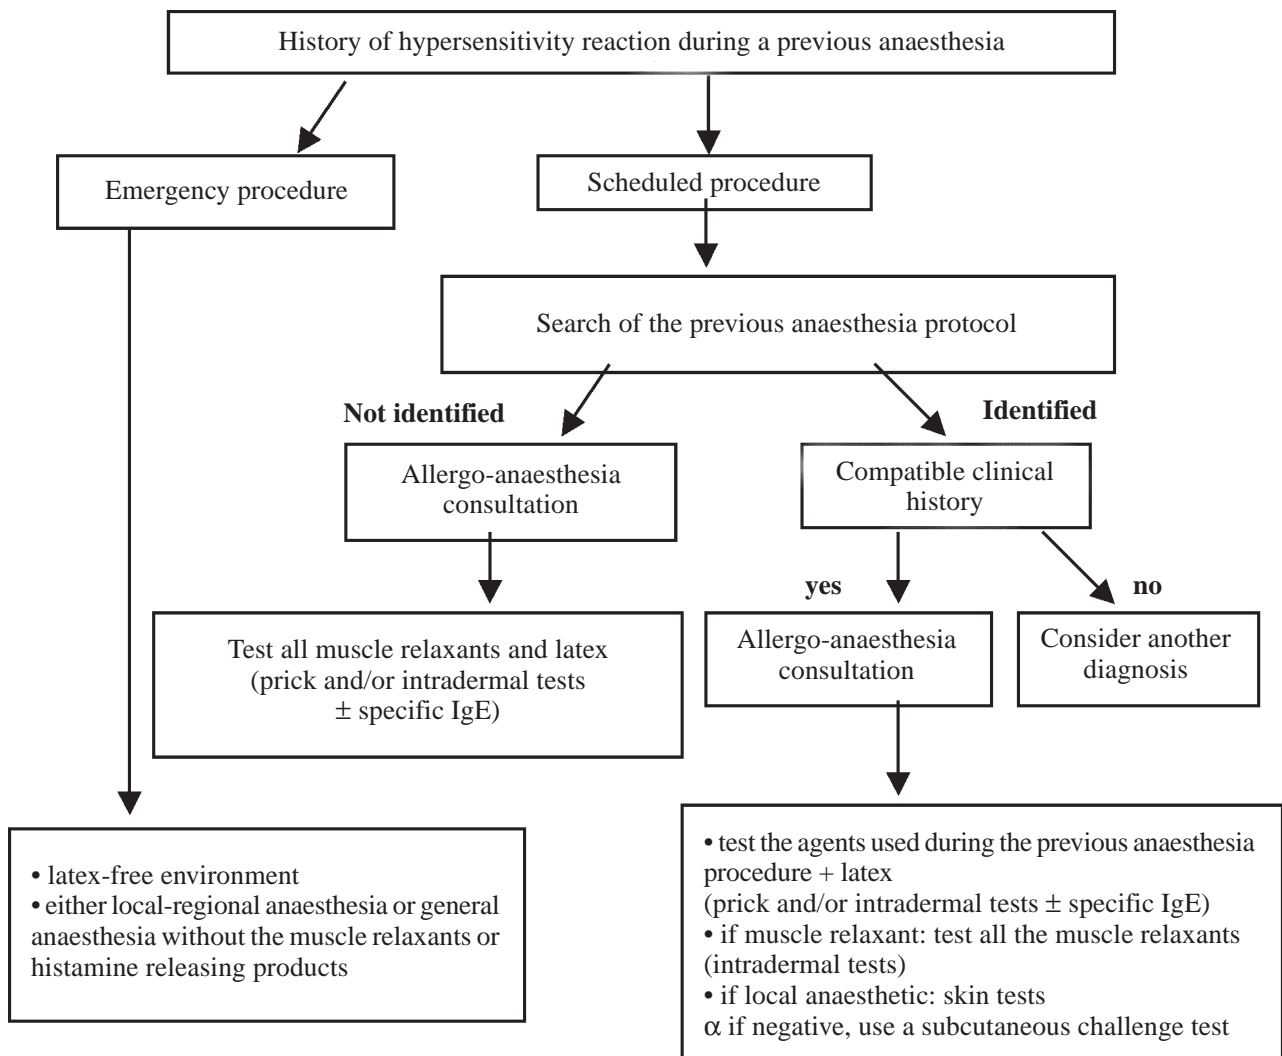 History of hypersensitivity reaction during a previous anaesthesia
Emergency procedure
Scheduled procedure
Search of the previous anaesthesia protocol
Not identified
Identified
Allergo-anaesthesia
consultation
Compatible clinical
history
yes
no
Test all muscle relaxants and latex
(prick and/or intradermal tests
± specific IgE)
Allergo-anaesthesia
consultation
Consider another
diagnosis
• latex-free environment
• either local-regional anaesthesia or general
anaesthesia without the muscle relaxants or
histamine releasing products
• test the agents used during the previous anaesthesia
procedure + latex
(prick and/or intradermal tests ± specific IgE)
• if muscle relaxant: test all the muscle relaxants
(intradermal tests)
• if local anaesthetic: skin tests
α if negative, use a subcutaneous challenge test